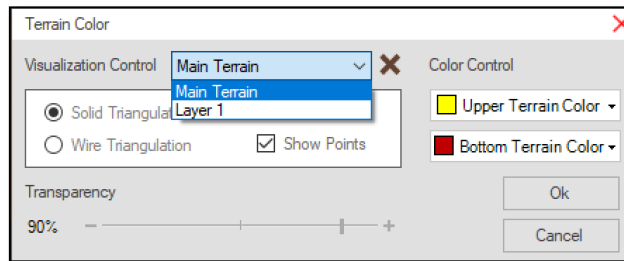 Terrain Color
Visualization Control Main Terrain Color Control
Main Terrain
Layer 1
Solid
Upper Terrain Color
Wire Triangulation Show Points
Bottom Terrain Color
Transparency
90%
Ok
Cancel